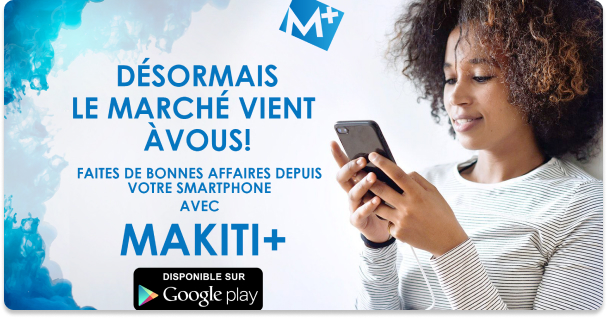 M+
DÉSORMAIS
LE MARCHÉ VIENT
ÀVOUS!
FAITES DE BONNES AFFAIRES DEPUIS
VOTRE SMARTPHONE
AVEC
MAKITI+
DISPONIBLE SUR
Google play